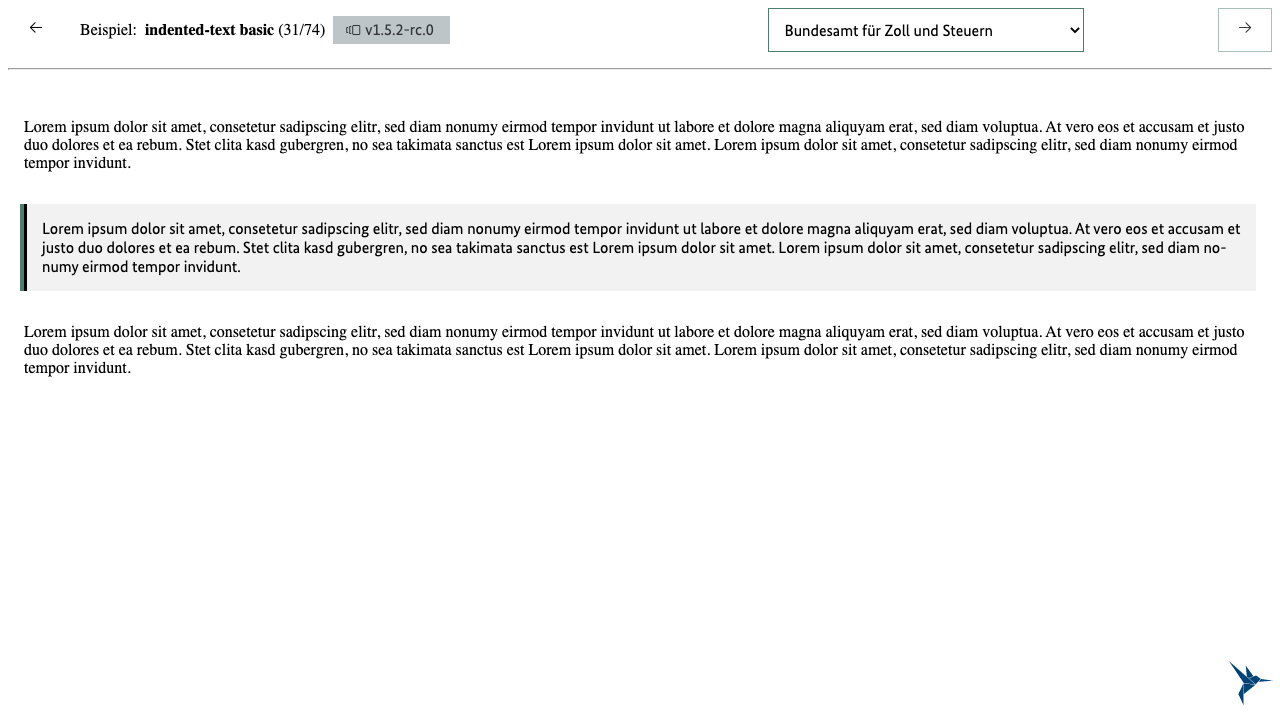 Beispiel: indented-text basic (31/74) v1.5.2-rc.0 Bundesamt für Zoll und Steuern
Lorem ipsum dolor sit amet, consetetur sadipscing elitr, sed diam nonumy eirmod tempor invidunt ut labore et dolore magna aliquyam erat, sed diam voluptua. At vero eos et accusam et justo
duo dolores et ea rebum. Stet clita kasd gubergren, no sea takimata sanctus est Lorem ipsum dolor sit amet. Lorem ipsum dolor sit amet, consetetur sadipscing elitr, sed diam nonumy eirmod
tempor invidunt.
Lorem ipsum dolor sit amet, consetetur sadipscing elitr, sed diam nonumy eirmod tempor invidunt ut labore et dolore magna aliquyam erat, sed diam voluptua. At vero eos et accusam et
justo duo dolores et ea rebum. Stet clita kasd gubergren, no sea takimata sanctus est Lorem ipsum dolor sit amet. Lorem ipsum dolor sit amet, consetetur sadipscing elitr, sed diam no-
numy eirmod tempor invidunt.
Lorem ipsum dolor sit amet, consetetur sadipscing elitr, sed diam nonumy eirmod tempor invidunt ut labore et dolore magna aliquyam erat, sed diam voluptua. At vero eos et accusam et justo
duo dolores et ea rebum. Stet clita kasd gubergren, no sea takimata sanctus est Lorem ipsum dolor sit amet. Lorem ipsum dolor sit amet, consetetur sadipscing elitr, sed diam nonumy eirmod
tempor invidunt.